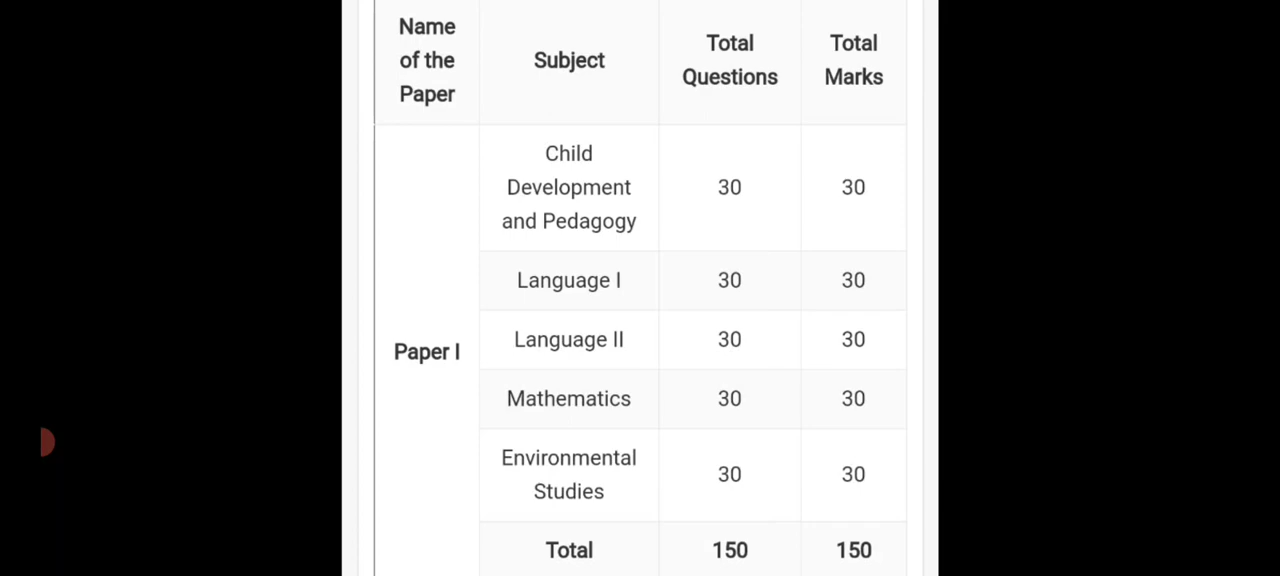 Name
of the
Paper
Subject
Total
Questions
Total
Marks
Paper I
Child
Development
and Pedagogy
30
30
Language I
30
30
Language II
30
30
Mathematics
30
30
Environmental
Studies
30
30
Total
150
150